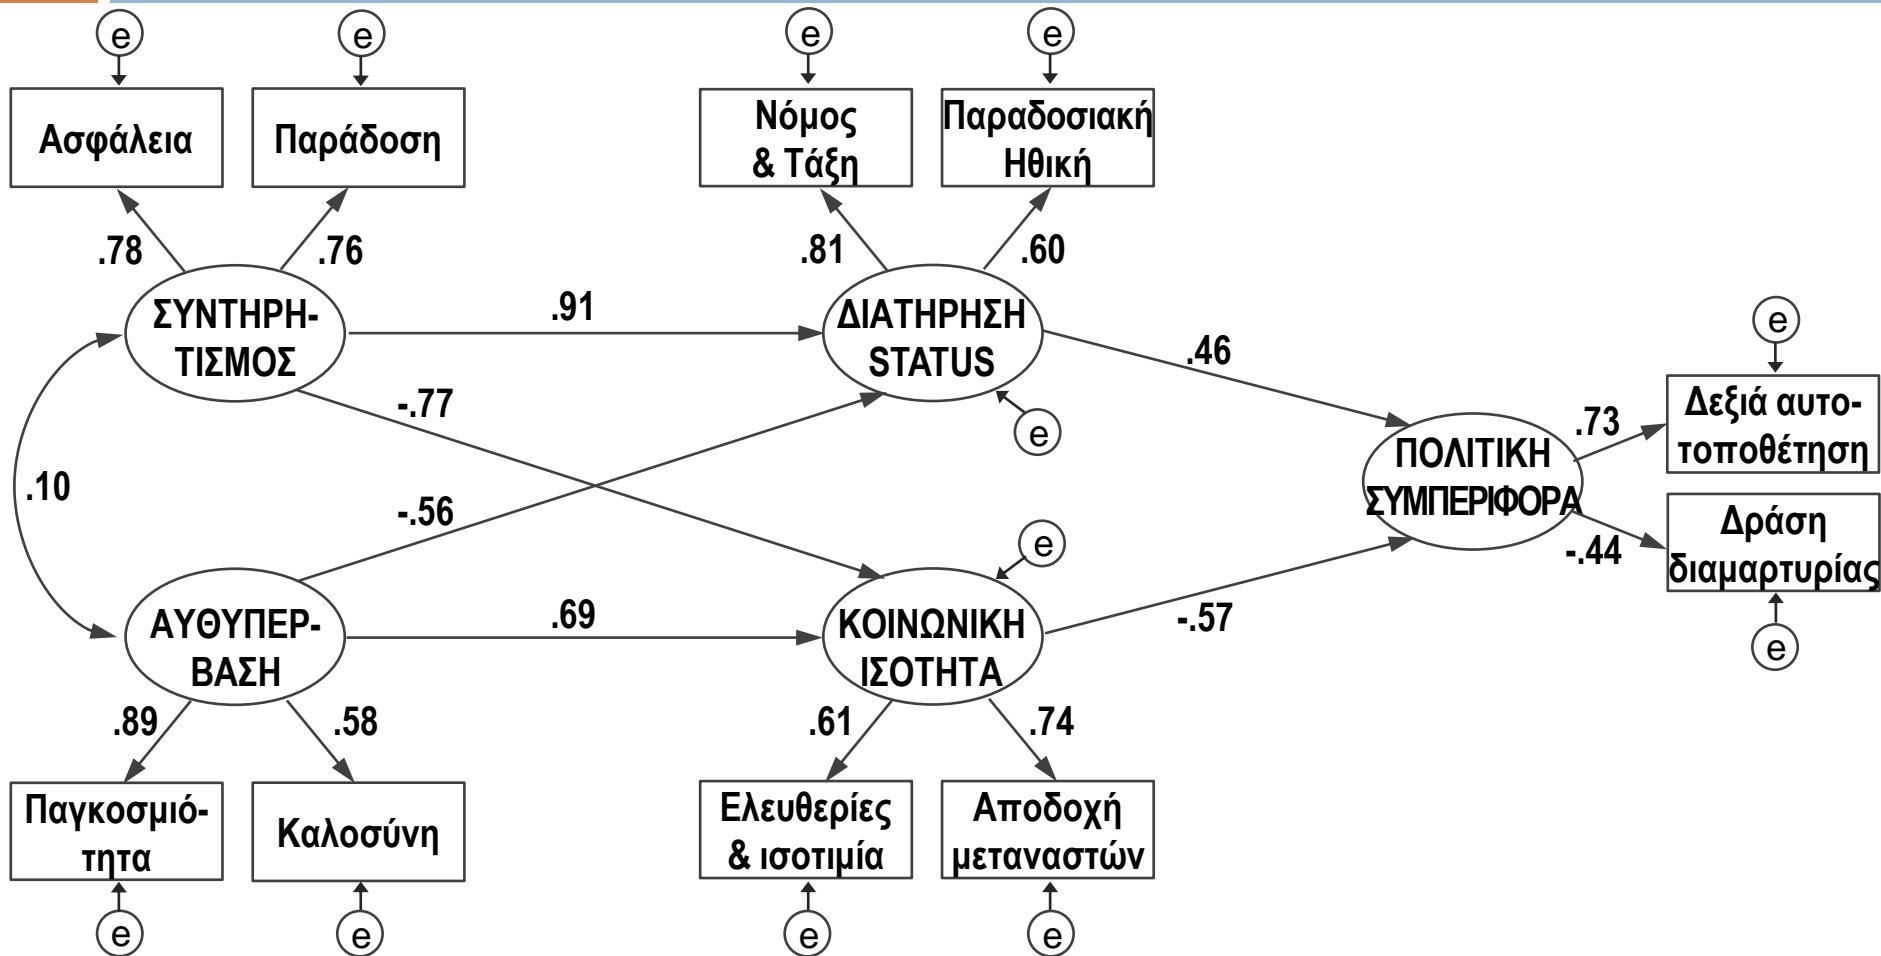 e
e
e
e
Ασφάλεια
Παράδοση
Νόμος
& Τάξη
Παραδοσιακή
Ηθική
.78
.76
.81
.60
ΣΥΝΤΗΡΗ-
ΤΙΣΜΟΣ
.91
ΔΙΑΤΗΡΗΣΗ
STATUS
e
.46
-.77
e
Δεξιά αυτο-
τοποθέτηση
.73
ΠΟΛΙΤΙΚΗ
ΣΥΜΠΕΡΙΦΟΡΑ
.10
-.56
e
Δράση
διαμαρτυρίας
-.44
e
ΑΥΘΥΠΕΡ-
ΒΑΣΗ
.69
ΚΟΙΝΩΝΙΚΗ
ΙΣΟΤΗΤΑ
-.57
.89
.58
.61
.74
Παγκοσμιό-
τητα
Καλοσύνη
Ελευθερίες
& ισοτιμία
Αποδοχή
μεταναστών
e
e
e
e